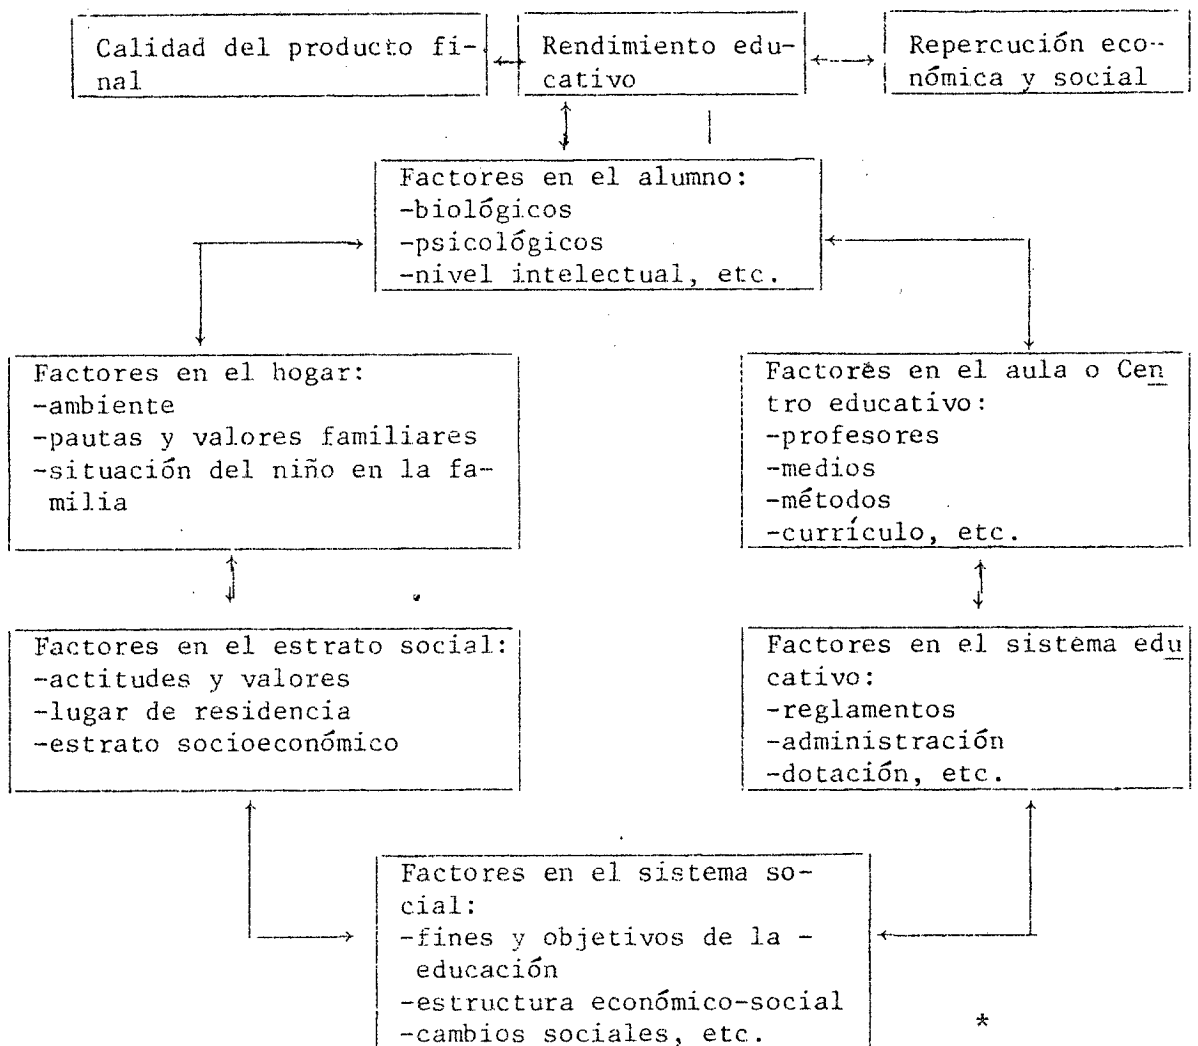 Calidad del producto fi-
nal
Rendimiento edu-
cativo
Repercución eco--
nómica y social
Factores en el alumno:
-biológicos
-psicológicos
-nivel intelectual, etc.
Factores en el hogar:
-ambiente
-pautas y valores familiares
-situación del niño en la fa-
milia
Factores en el aula o Cen
tro educativo:
-profesores
-medios
-métodos
-currículo, etc.
Factores en el estrato social:
-actitudes y valores
-lugar de residencia
-estrato socioeconómico
Factores en el sistema edu
cativo:
-reglamentos
-administración
-dotación, etc.
Factores en el sistema so-
cial:
-fines y objetivos de la -
educación
-estructura económico-social
-cambios sociales, etc.
*